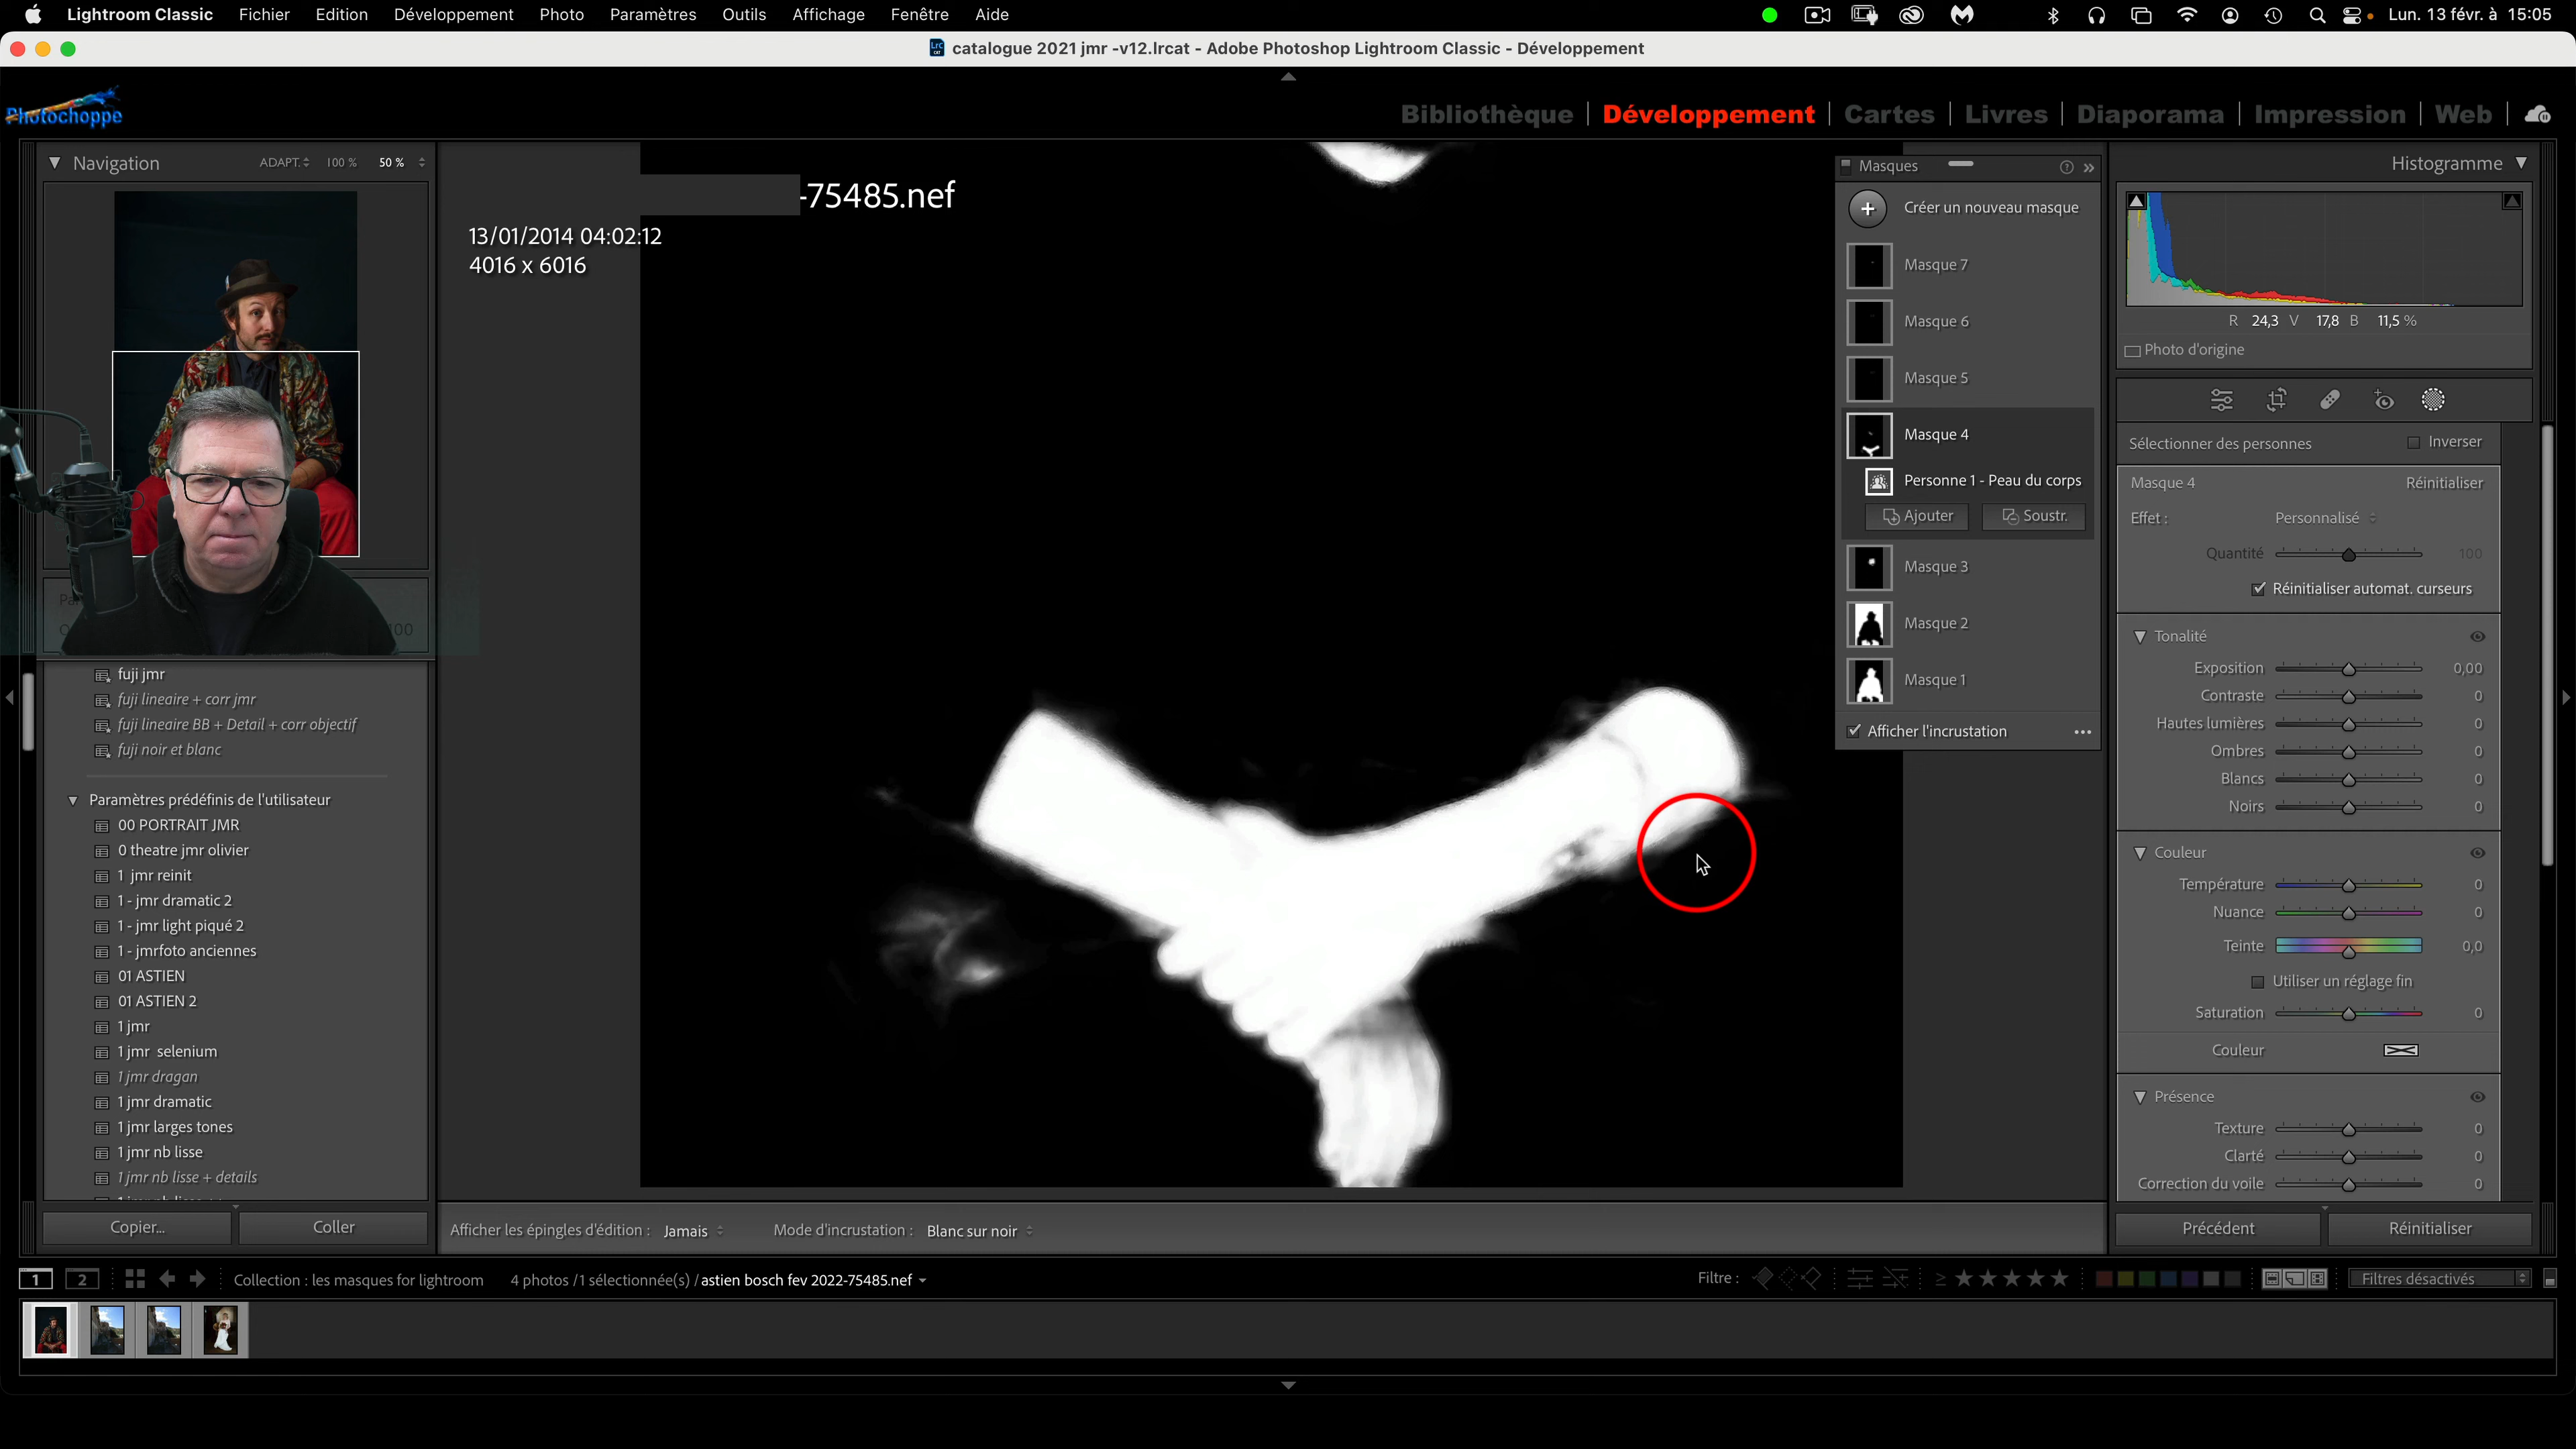 Lightroom Classic Fichier Edition Développement Photo Paramètres Outils Affichage Fenêtre Aide
Lun. 13 févr. à 15:05
catalogue 2021 jmr -v12.lrcat - Adobe Photoshop Lightroom Classic - Développement
Photochoppe
Bibliothèque | Développement | Cartes | Livres | Diaporama | Impression | Web
Navigation ADAPT. 100 % 50 %
-75485.nef
13/01/2014 04:02:12
4016 x 6016
fuji jmr
fuji lineaire + corr jmr
fuji lineaire BB + Detail + corr objectif
fuji noir et blanc
Paramètres prédéfinis de l'utilisateur
00 PORTRAIT JMR
0 theatre jmr olivier
1 jmr reinit
1 - jmr dramatic 2
1 - jmr light piqué 2
1 - jmrfoto anciennes
01 ASTIEN
01 ASTIEN 2
1 jmr
1 jmr selenium
1 jmr dragan
1 jmr dramatic
1 jmr larges tones
1 jmr nb lisse
1 jmr nb lisse + details
Copier... Coller
Masques
Créer un nouveau masque
Masque 7
Masque 6
Masque 5
Masque 4
Personne 1 - Peau du corps
Ajouter Soustr.
Masque 3
Masque 2
Masque 1
Afficher l'incrustation
Histogramme
R 24,3 V 17,8 B 11,5 %
Photo d'origine
Sélectionner des personnes Inverser
Masque 4 Réinitialiser
Effet : Personnalisé
Quantité 100
Réinitialiser automat. curseurs
Tonalité
Exposition 0,00
Contraste 0
Hautes lumières 0
Ombres 0
Blancs 0
Noirs 0
Couleur
Température 0
Nuance 0
Teinte 0,0
Utiliser un réglage fin
Saturation 0
Couleur
Présence
Texture 0
Clarté 0
Correction du voile 0
Précédent Réinitialiser
Afficher les épingles d'édition : Jamais Mode d'incrustation : Blanc sur noir
1 2 Collection : les masques for lightroom 4 photos /1 sélectionnée(s) /astien bosch fev 2022-75485.nef
Filtre : ≥ ★★★★★ Filtres désactivés